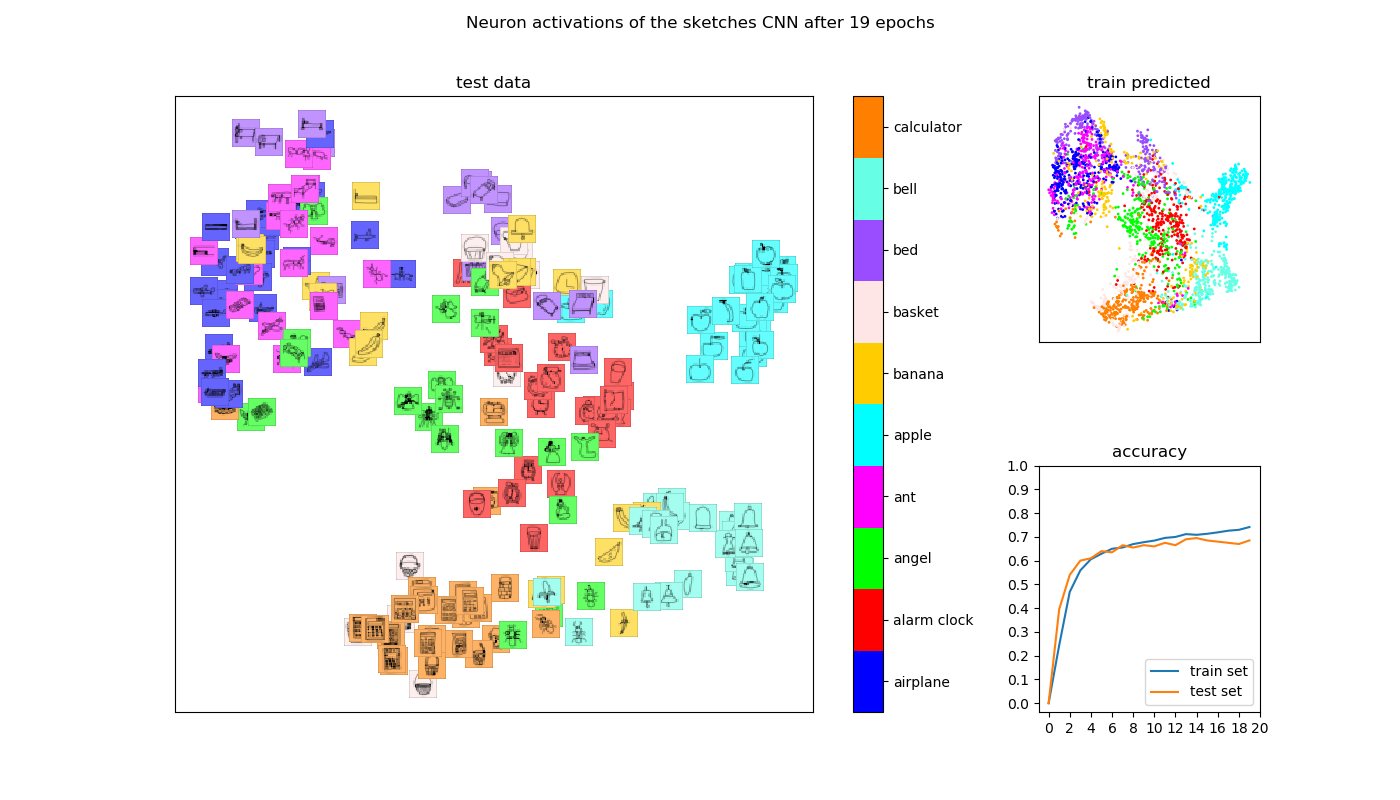 Neuron activations of the sketches CNN after 19 epochs
test data
calculator
bell
bed
basket
banana
apple
ant
angel
alarm clock
airplane
train predicted
accuracy
1.0
0.9
0.8
0.7
0.6
0.5
0.4
0.3
0.2
0.1
0.0
train set
test set
0 2 4 6 8 10 12 14 16 18 20